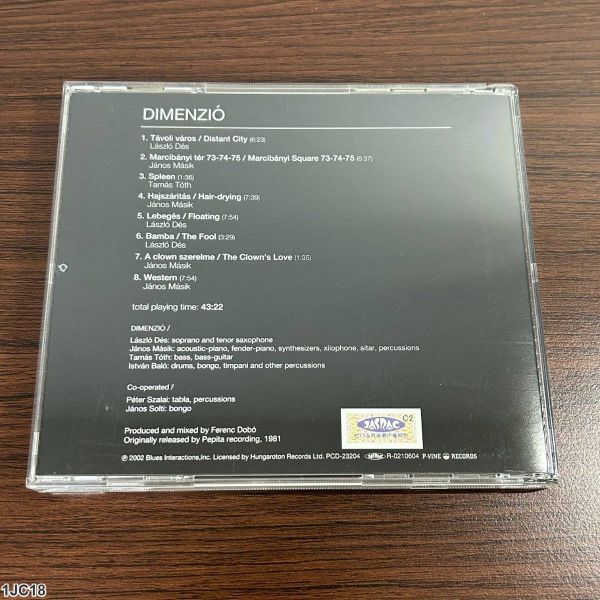 DIMENZIÓ
1. Távoli város / Distant City (6:23)
László Dés
2. Marcibányi tér 73-74-75 / Marcibányi Square 73-74-75 (6:37)
János Másik
3. Spleen (1:36)
Tamás Tóth
4. Hajszárítás / Hair-drying (7:39)
János Másik
5. Lebegés / Floating (7:54)
László Dés
6. Bamba / The Fool (3:29)
László Dés
7. A clown szerelme / The Clown's Love (1:35)
János Másik
8. Western (7:54)
János Másik
total playing time: 43:22
DIMENZIÓ /
László Dés: soprano and tenor saxophone
János Másik: acoustic-piano, fender-piano, synthesizers, xilophone, sitar, percussions
Tamás Tóth: bass, bass-guitar
István Baló: drums, bongo, timpani and other percussions
Co-operated /
Péter Szalai: tabla, percussions
János Solti: bongo
Produced and mixed by Ferenc Dobó
Originally released by Pepita recording, 1981
C2
JASRAC
℗ 2002 Blues Interactions,Inc. Licensed by Hungaroton Records Ltd. PCD-23204 JASRAC R-0210604 P-VINE RECORDS
1JC18